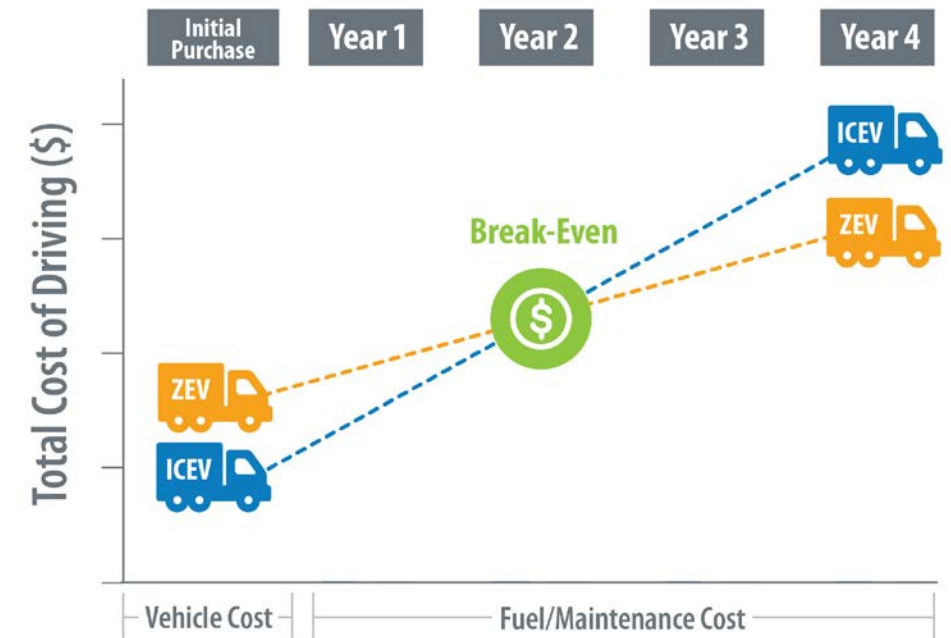 Initial
Purchase
Year 1
Year 2
Year 3
Year 4
Total Cost of Driving ($)
ICEV
ZEV
Break-Even
$
ZEV
ICEV
Vehicle Cost
Fuel/Maintenance Cost